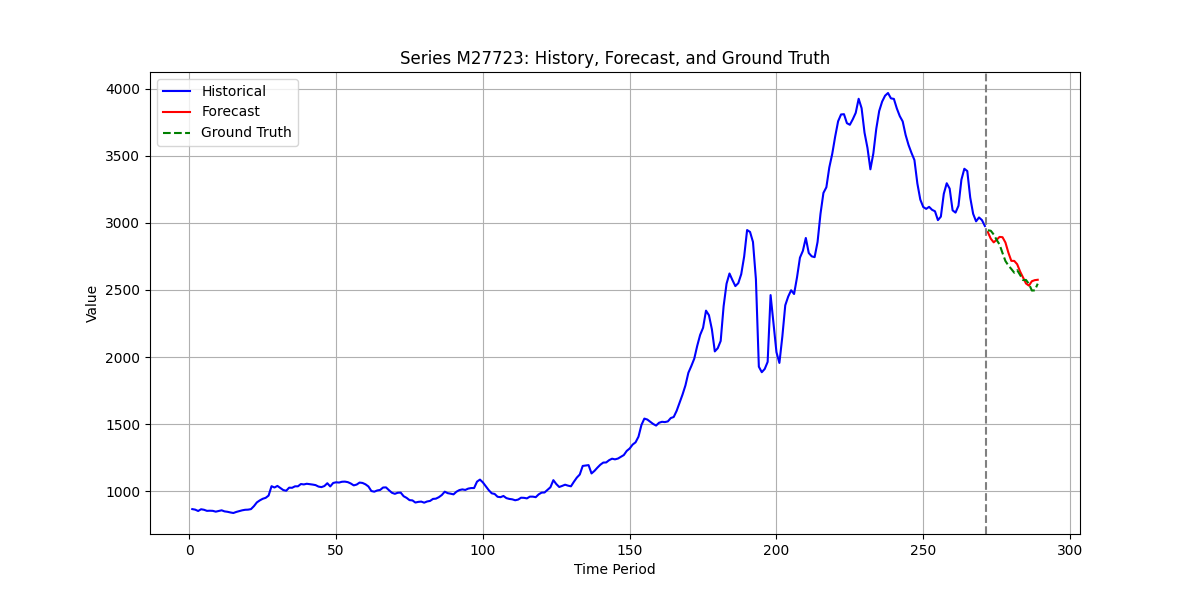 Series M27723: History, Forecast, and Ground Truth
Historical
Forecast
Ground Truth
4000
3500
3000
2500
2000
1500
1000
Value
0
50
100
150
200
250
300
Time Period